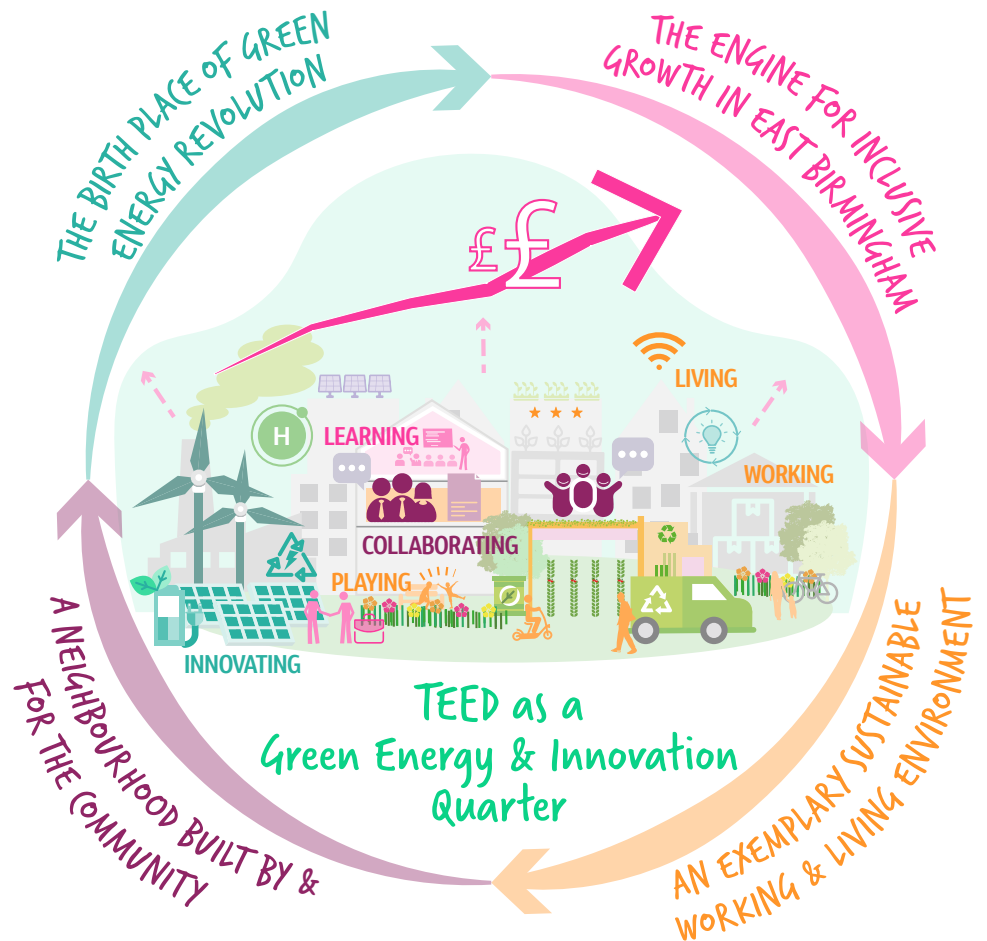 THE BIRTH PLACE OF GREEN
ENERGY REVOLUTION
THE ENGINE FOR INCLUSIVE
GROWTH IN EAST BIRMINGHAM
£ £
LIVING
H
LEARNING
WORKING
COLLABORATING
PLAYING
INNOVATING
TEED as a
Green Energy & Innovation
Quarter
A NEIGHBOURHOOD BUILT BY &
FOR THE COMMUNITY
AN EXEMPLARY SUSTAINABLE
WORKING & LIVING ENVIRONMENT